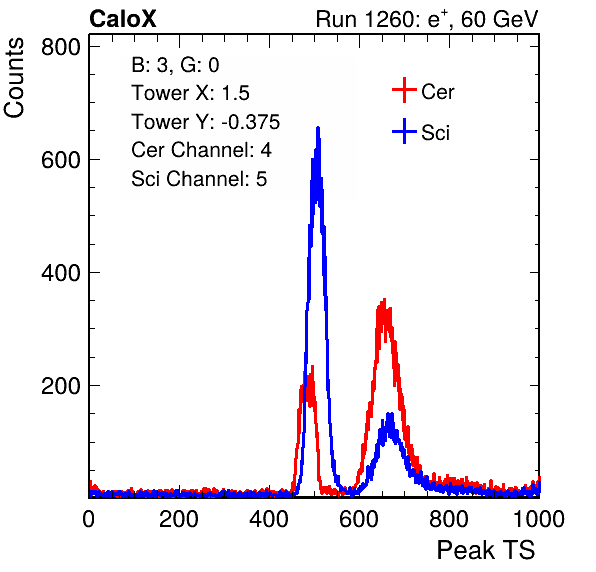 CaloX Run 1260: e⁺, 60 GeV
Counts
800
600
400
200
B: 3, G: 0
Tower X: 1.5
Tower Y: -0.375
Cer Channel: 4
Sci Channel: 5
Cer
Sci
0 200 400 600 800 1000
Peak TS